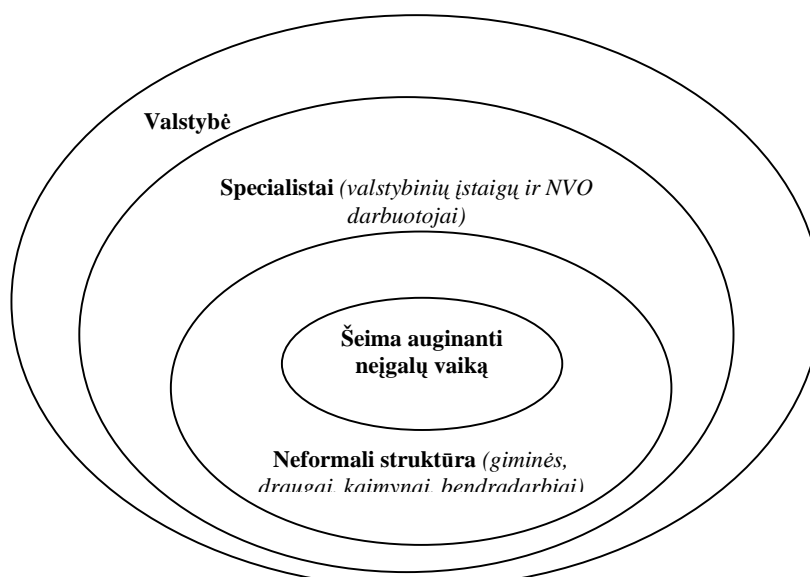 Valstybė
Specialistai (valstybinių įstaigų ir NVO
darbuotojai)
Šeima auginanti
neįgalų vaiką
Neformali struktūra (giminės,
draugai, kaimynai, bendradarbiai)